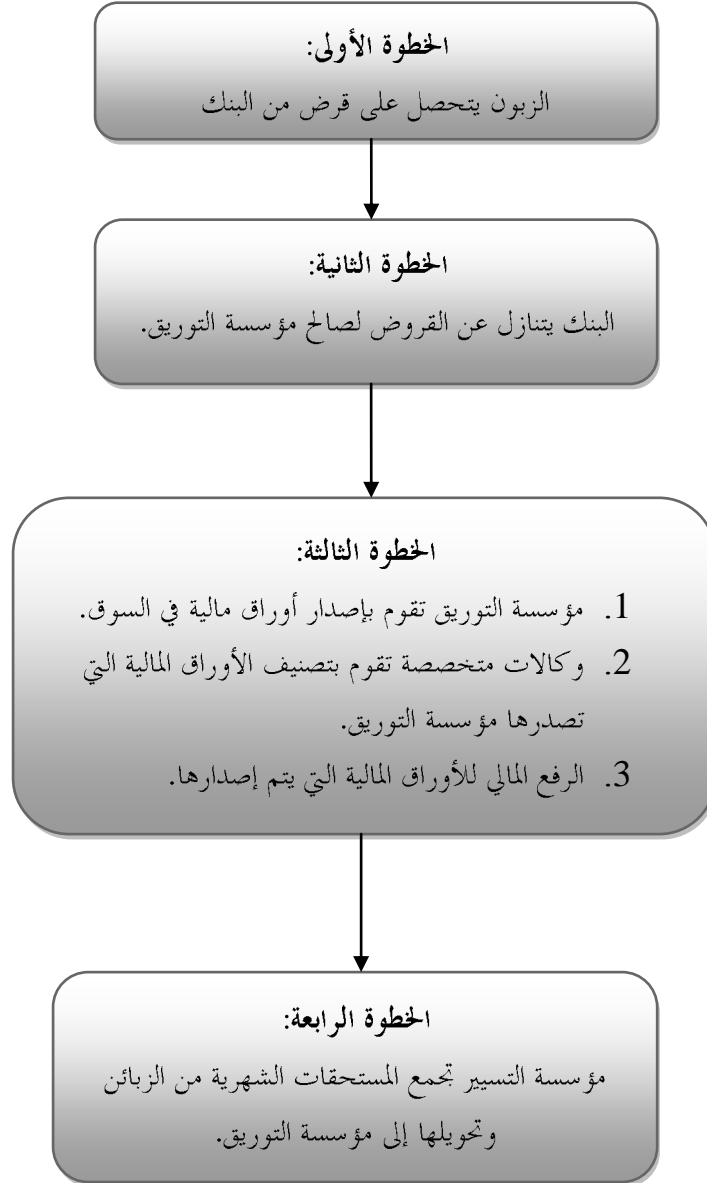 الخطوة الأولى:
الزبون يتحصل على قرض من البنك
الخطوة الثانية:
البنك يتنازل عن القروض لصالح مؤسسة التوريق.
الخطوة الثالثة:
1. مؤسسة التوريق تقوم بإصدار أوراق مالية في السوق.
2. وكالات متخصصة تقوم بتصنيف الأوراق المالية التي
تصدرها مؤسسة التوريق.
3. الرفع المالي للأوراق المالية التي يتم إصدارها.
الخطوة الرابعة:
مؤسسة التسيير تجمع المستحقات الشهرية من الزبائن
وتحويلها إلى مؤسسة التوريق.